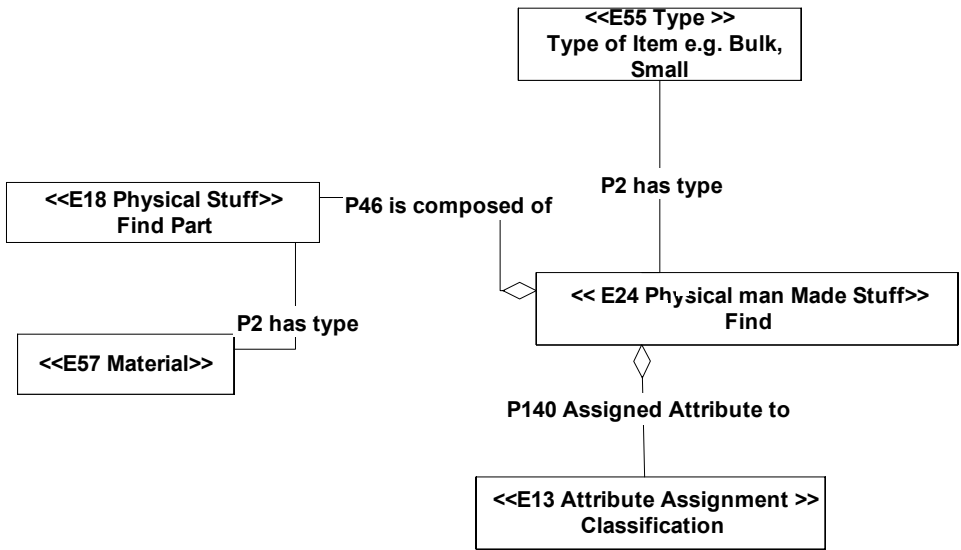 <<E55 Type >>
Type of Item e.g. Bulk,
Small
P2 has type
<<E18 Physical Stuff>>
Find Part
P46 is composed of
<< E24 Physical man Made Stuff>>
Find
P2 has type
<<E57 Material>>
P140 Assigned Attribute to
<<E13 Attribute Assignment >>
Classification